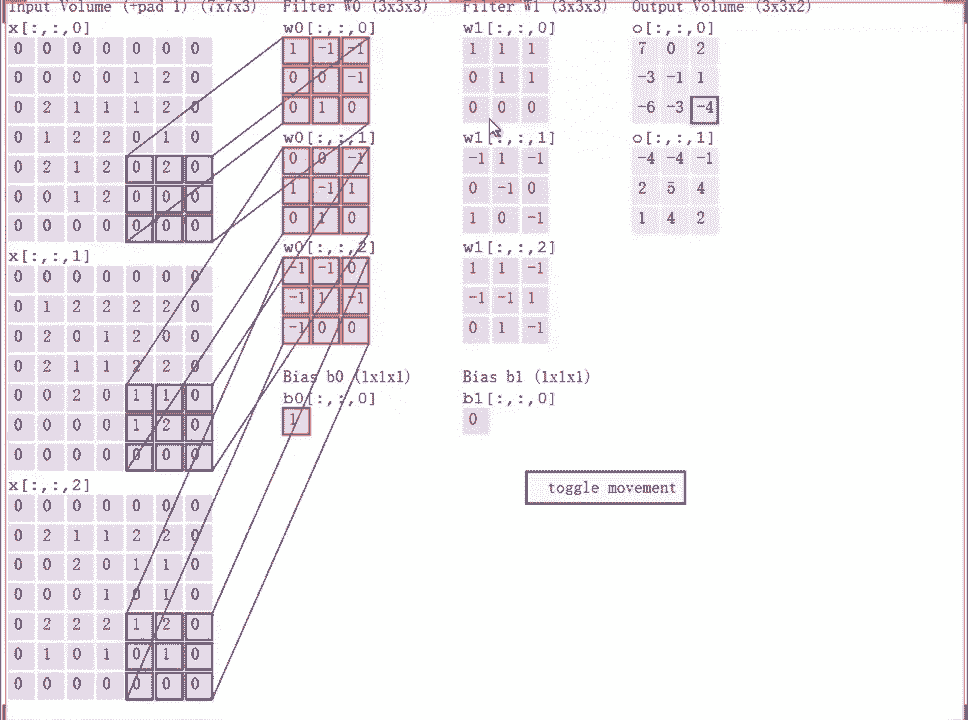 Input Volume (+pad 1) (7x7x3)
x[:,:,0]
0 0 0 0 0 0 0
0 0 0 0 1 2 0
0 2 1 1 1 2 0
0 1 2 2 0 1 0
0 2 1 2 0 2 0
0 0 1 2 0 0 0
0 0 0 0 0 0 0
x[:,:,1]
0 0 0 0 0 0 0
0 1 2 2 2 2 0
0 2 0 1 2 0 0
0 2 1 1 2 2 0
0 0 2 0 1 1 0
0 0 0 0 1 2 0
0 0 0 0 0 0 0
x[:,:,2]
0 0 0 0 0 0 0
0 2 1 1 2 2 0
0 0 2 0 1 1 0
0 0 0 1 0 1 0
0 2 2 2 1 2 0
0 1 0 1 0 1 0
0 0 0 0 0 0 0
Filter W0 (3x3x3)
w0[:,:,0]
1 -1 -1
0 0 -1
0 1 0
w0[:,:,1]
0 0 -1
1 -1 1
0 1 0
w0[:,:,2]
-1 -1 0
-1 1 -1
-1 0 0
Bias b0 (1x1x1)
b0[:,:,0]
1
Filter W1 (3x3x3)
w1[:,:,0]
1 1 1
0 1 1
0 0 0
w1[:,:,1]
-1 1 -1
0 -1 0
1 0 -1
w1[:,:,2]
1 1 -1
-1 -1 1
0 1 -1
Bias b1 (1x1x1)
b1[:,:,0]
0
Output Volume (3x3x2)
o[:,:,0]
7 0 2
-3 -1 1
-6 -3 -4
o[:,:,1]
-4 -4 -1
2 5 4
1 4 2
toggle movement